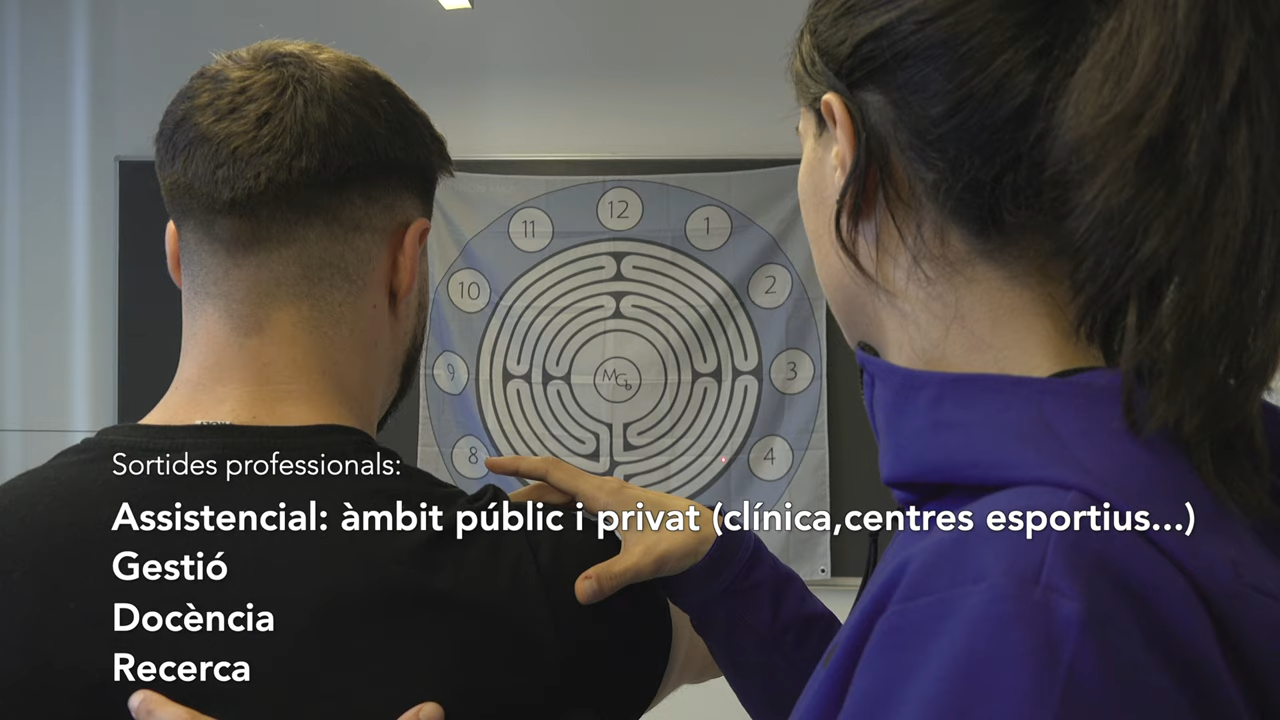 12
11
1
10
2
9
3
MGb
8
4
Sortides professionals:
Assistencial: àmbit públic i privat (clínica,centres esportius...)
Gestió
Docència
Recerca